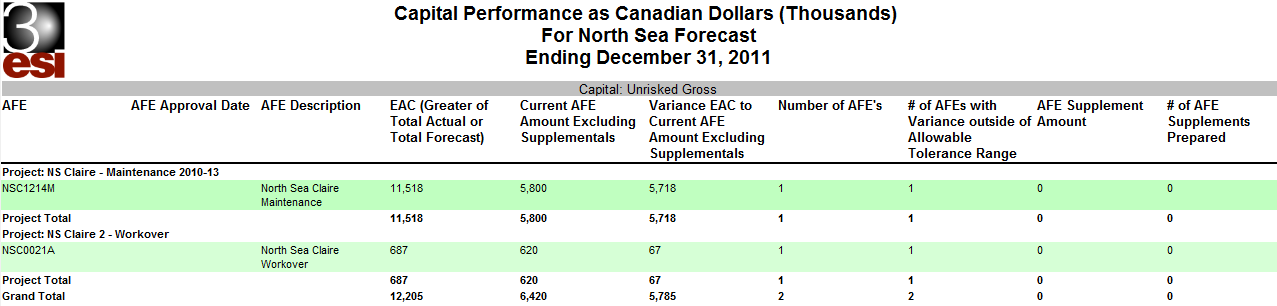 3
esi
Capital Performance as Canadian Dollars (Thousands)
For North Sea Forecast
Ending December 31, 2011
Capital: Unrisked Gross
AFE AFE Approval Date AFE Description EAC (Greater of Current AFE Variance EAC to Number of AFE's # of AFEs with AFE Supplement # of AFE
Total Actual or Amount Excluding Current AFE Variance outside of Amount Supplements
Total Forecast) Supplementals Amount Excluding Allowable Prepared
Supplementals Tolerance Range
Project: NS Claire - Maintenance 2010-13
NSC1214M North Sea Claire 11,518 5,800 5,718 1 1 0 0
Maintenance
Project Total 11,518 5,800 5,718 1 1 0 0
Project: NS Claire 2 - Workover
NSC0021A North Sea Claire 687 620 67 1 1 0 0
Workover
Project Total 687 620 67 1 1 0 0
Grand Total 12,205 6,420 5,785 2 2 0 0